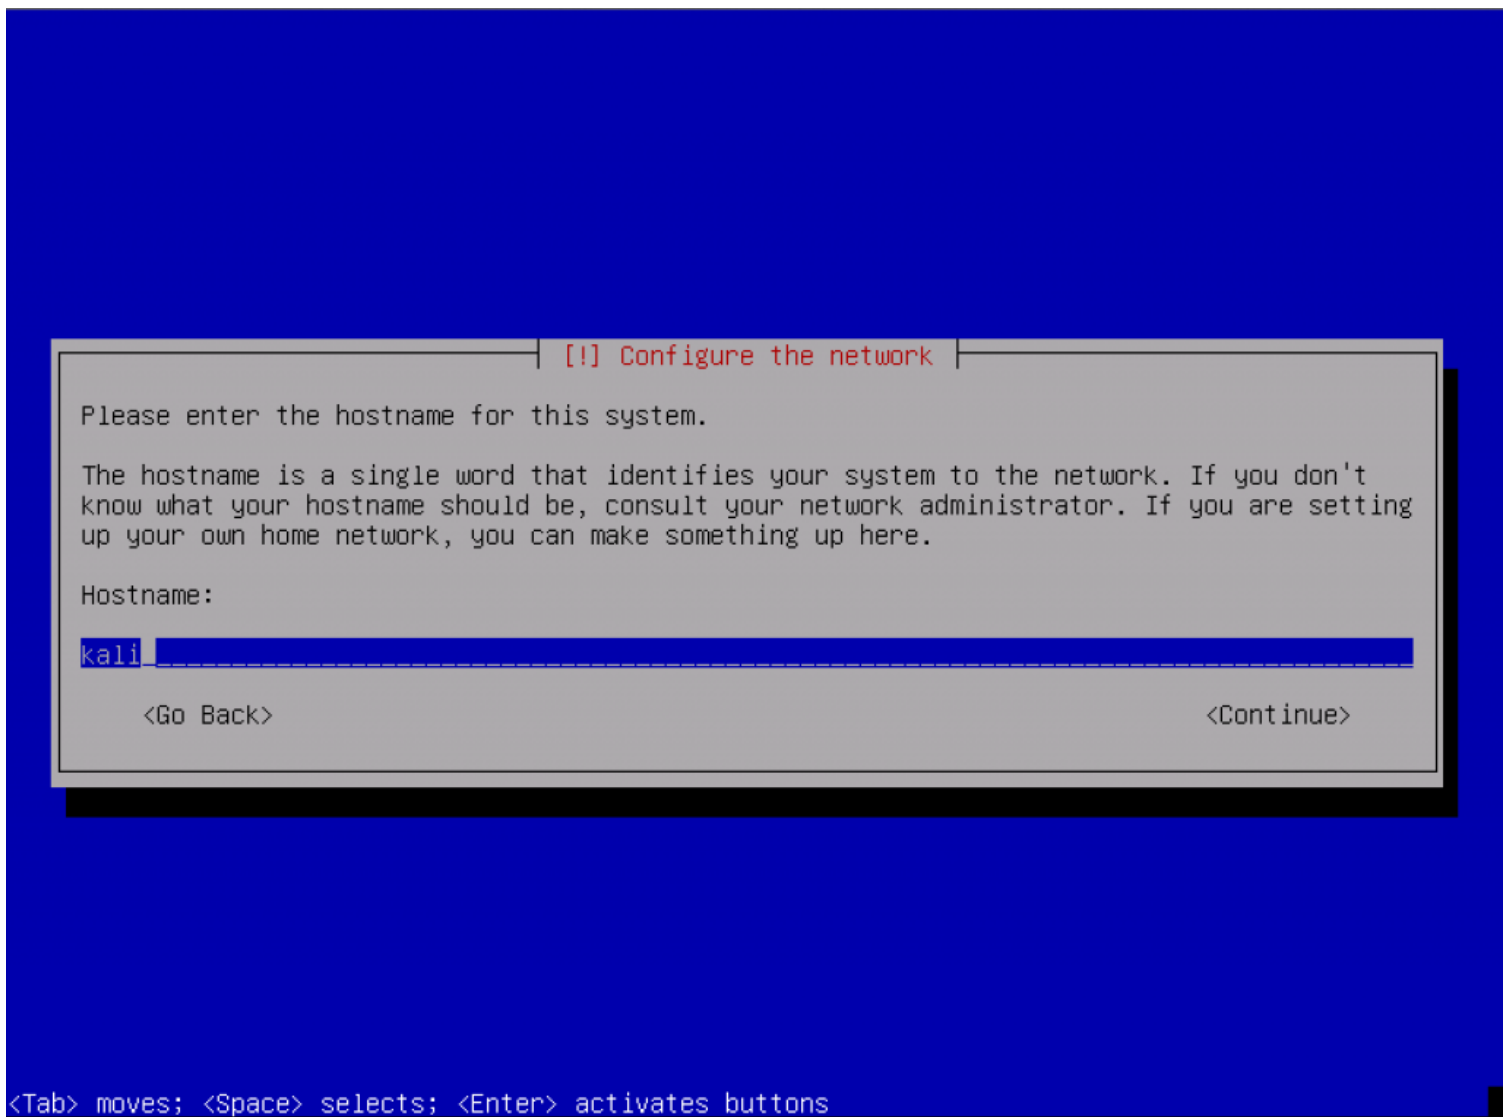 [!] Configure the network
Please enter the hostname for this system.
The hostname is a single word that identifies your system to the network. If you don't
know what your hostname should be, consult your network administrator. If you are setting
up your own home network, you can make something up here.
Hostname:
kali
<Go Back> <Continue>
<Tab> moves; <Space> selects; <Enter> activates buttons